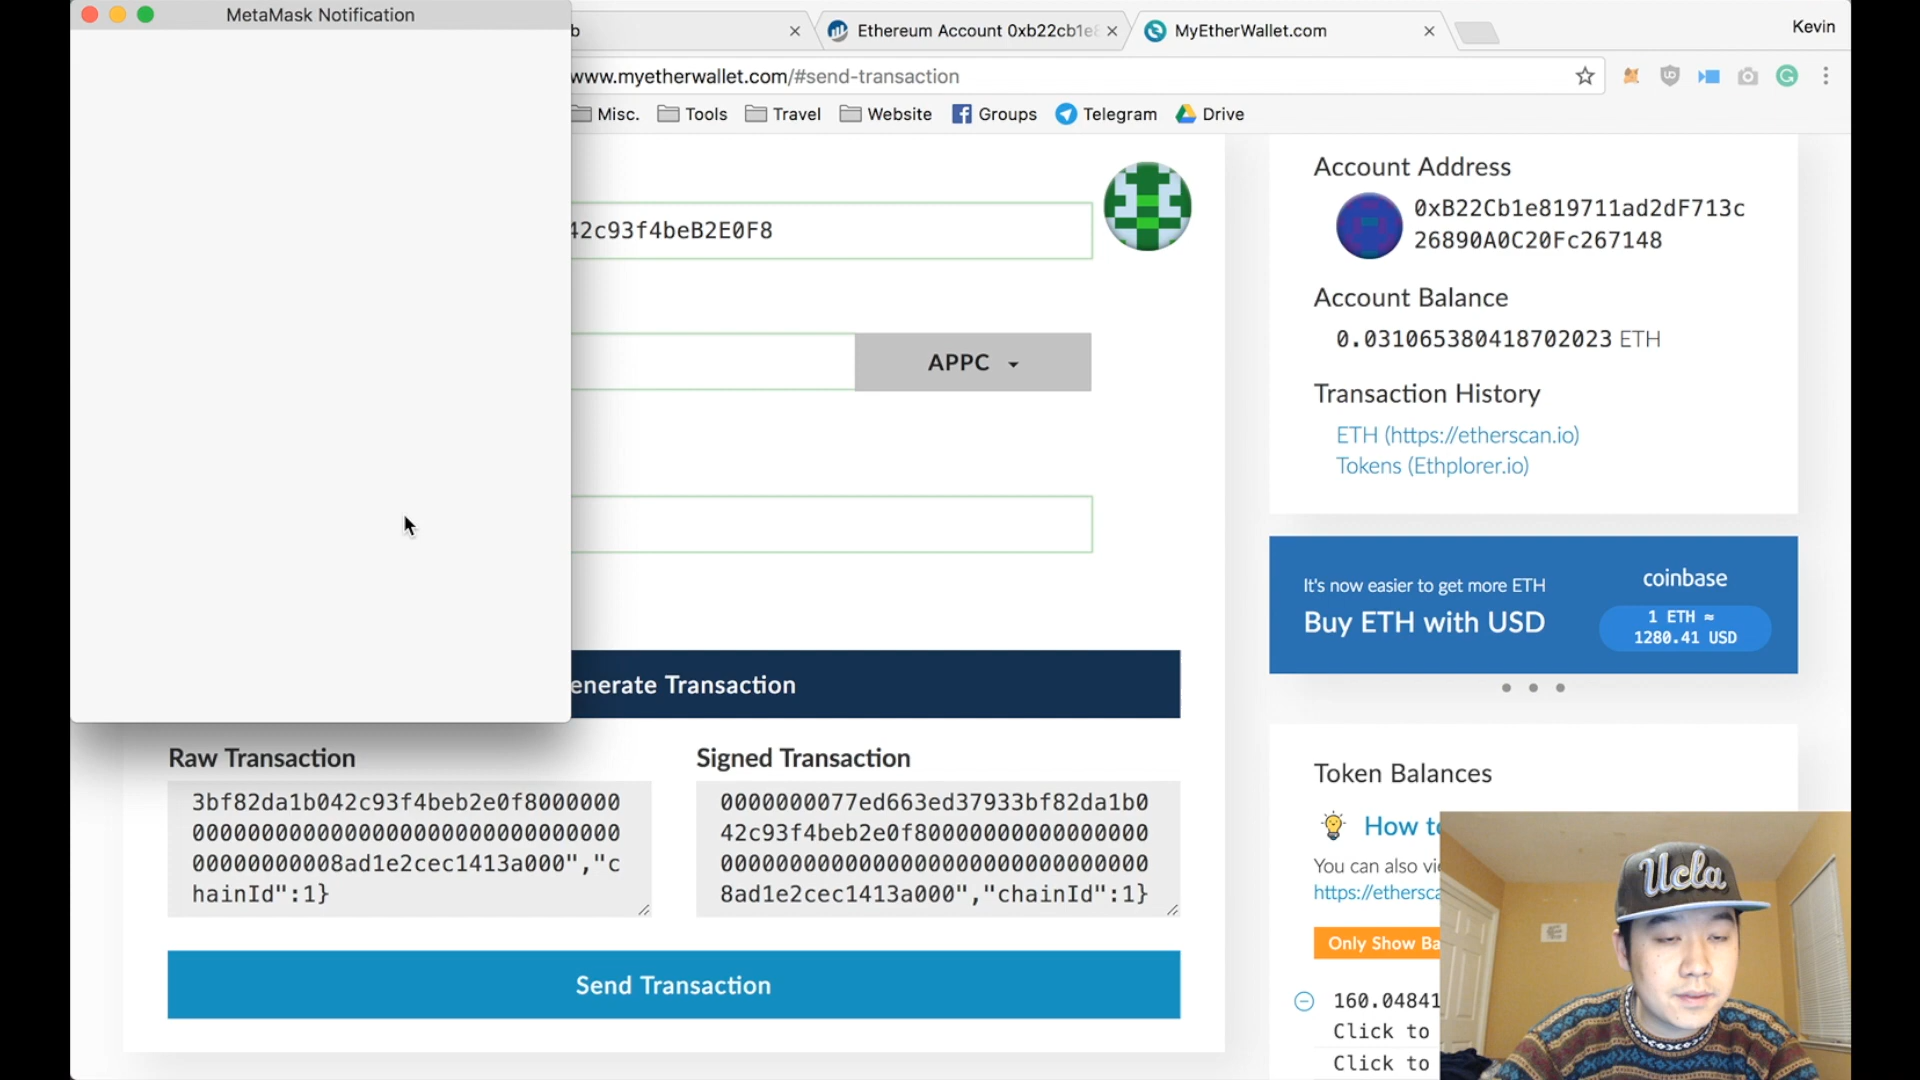 MetaMask Notification
b
Ethereum Account 0xb22cb1e8
MyEtherWallet.com
Kevin
www.myetherwallet.com/#send-transaction
Misc.
Tools
Travel
Website
Groups
Telegram
Drive
42c93f4beB2E0F8
APPC
enerate Transaction
Raw Transaction
3bf82da1b042c93f4beb2e0f8000000
0000000000000000000000000000000
00000000008ad1e2cec1413a000","c
hainId":1}
Signed Transaction
0000000077ed663ed37933bf82da1b0
42c93f4beb2e0f80000000000000000
0000000000000000000000000000000
8ad1e2cec1413a000","chainId":1}
Send Transaction
Account Address
0xB22Cb1e819711ad2dF713c
26890A0C20Fc267148
Account Balance
0.031065380418702023 ETH
Transaction History
ETH (https://etherscan.io)
Tokens (Ethplorer.io)
It's now easier to get more ETH
Buy ETH with USD
coinbase
1 ETH ≈
1280.41 USD
Token Balances
How to
You can also vie
https://ethersca
Only Show Ba
160.04841
Click to
Click to
Ucla